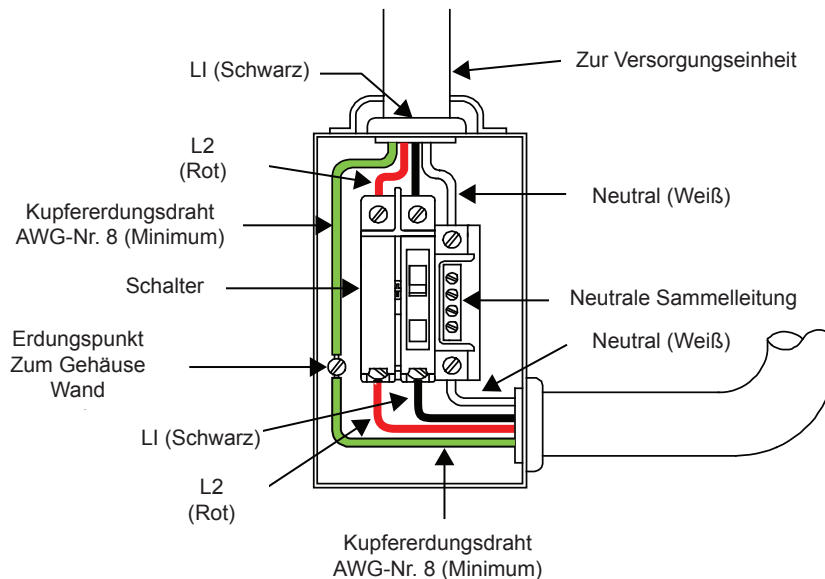 LI (Schwarz)
Zur Versorgungseinheit
L2
(Rot)
Neutral (Weiß)
Kupfererdungsdraht
AWG-Nr. 8 (Minimum)
Schalter
Neutrale Sammelleitung
Erdungspunkt
Zum Gehäuse
Wand
Neutral (Weiß)
LI (Schwarz)
L2
(Rot)
Kupfererdungsdraht
AWG-Nr. 8 (Minimum)